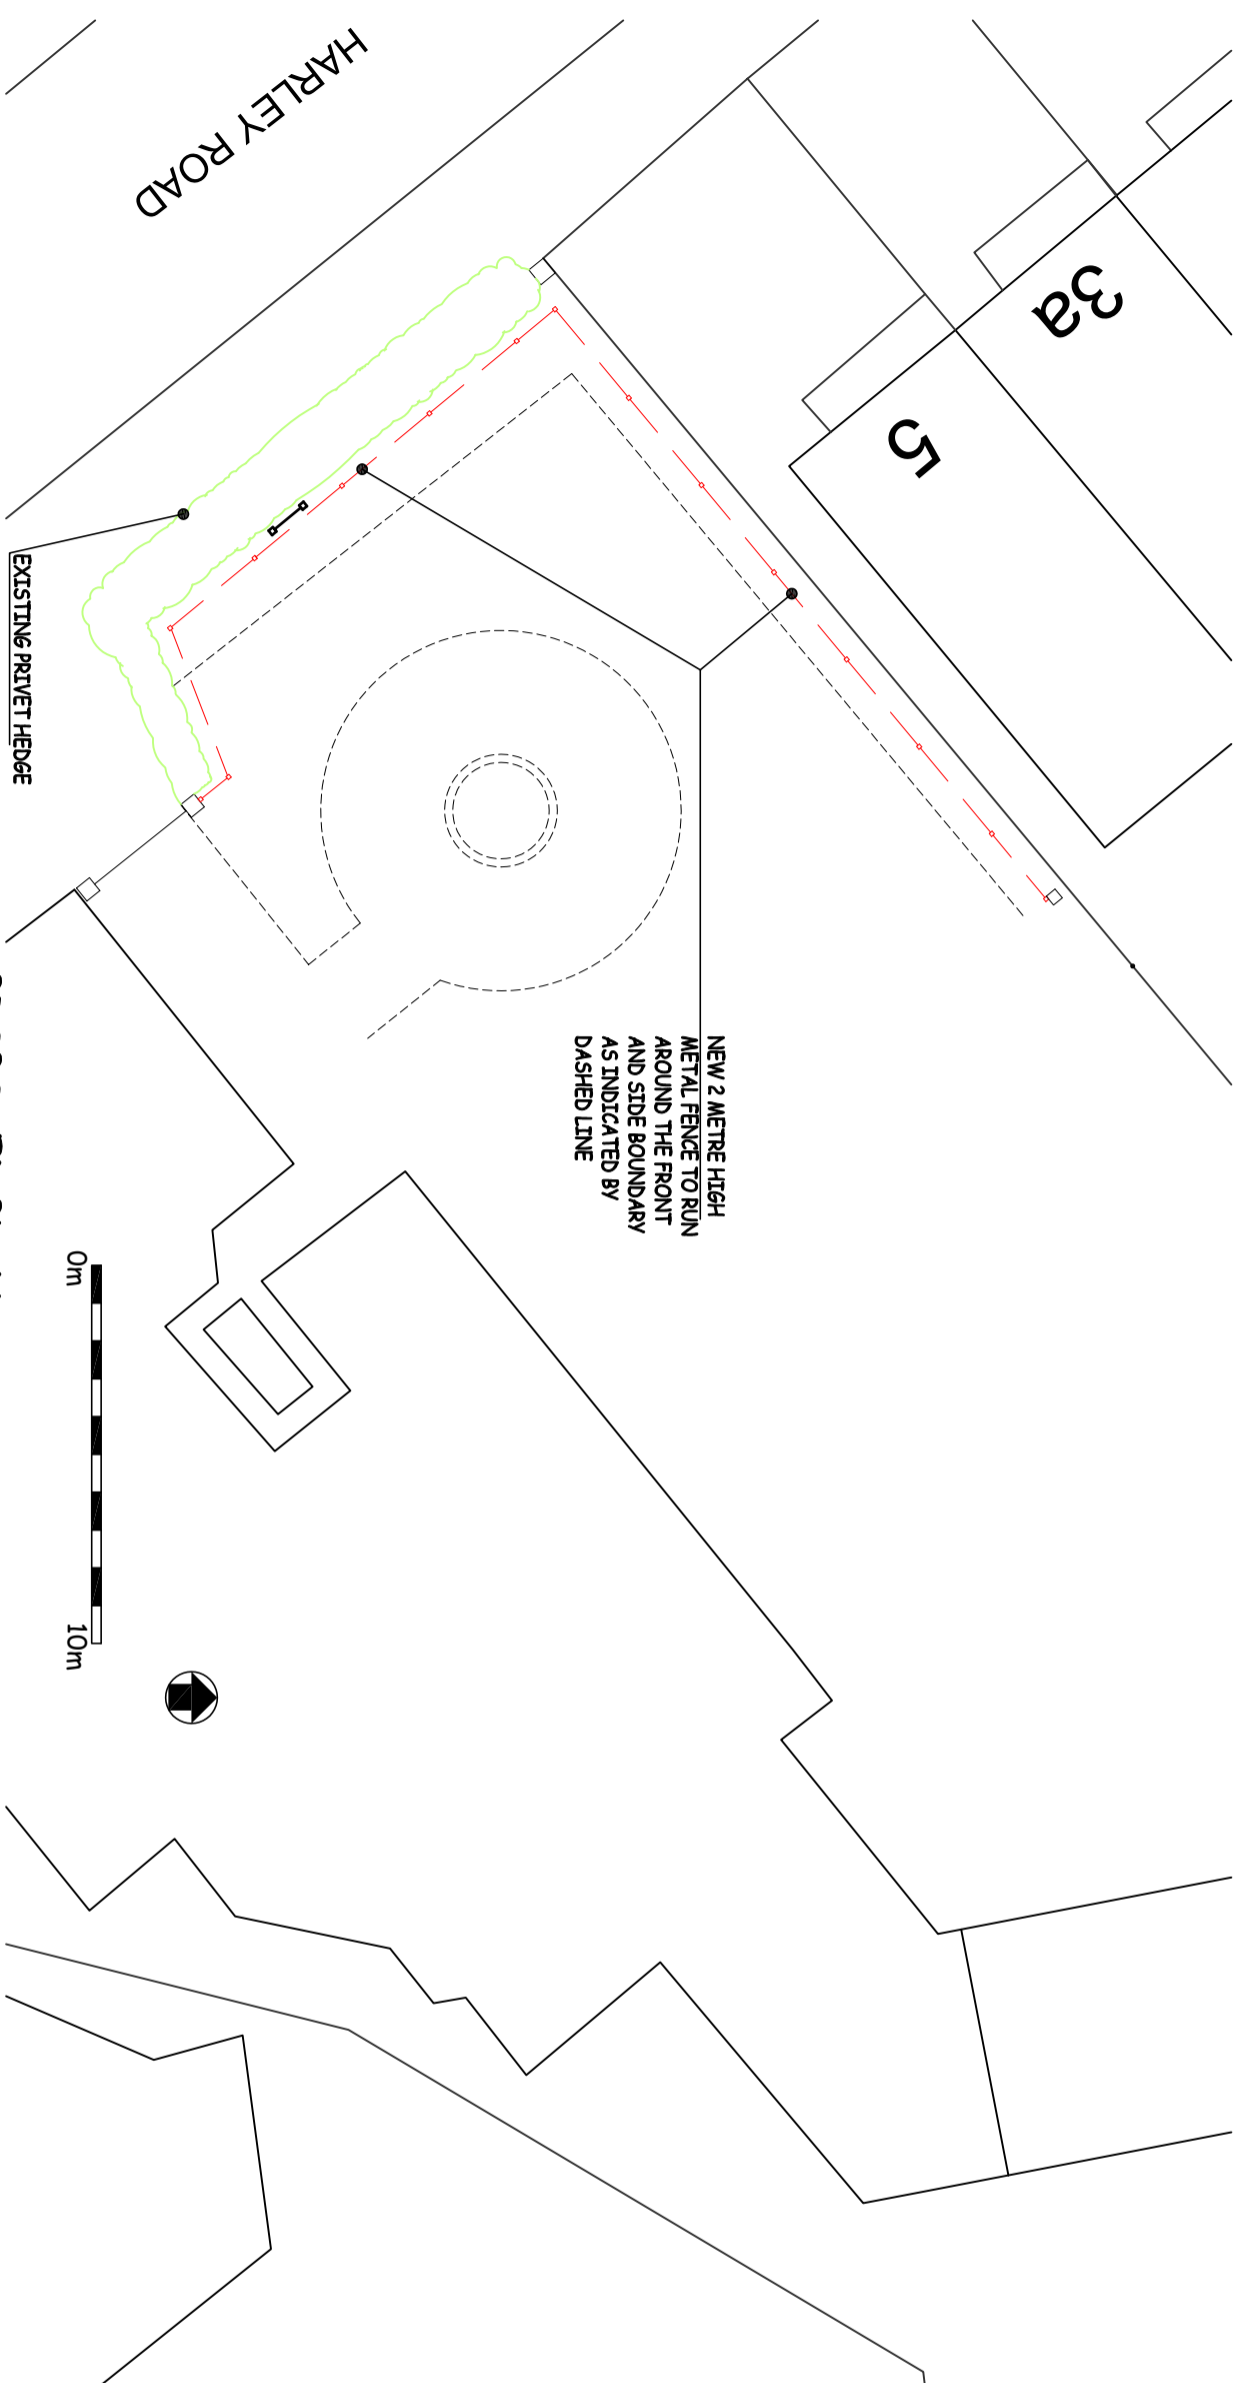 HARLEY ROAD
3a
5
EXISTING PRIVET HEDGE
NEW 2 METRE HIGH
METAL FENCE TO RUN
AROUND THE FRONT
AND SIDE BOUNDARY
AS INDICATED BY
DASHED LINE
0m
10m